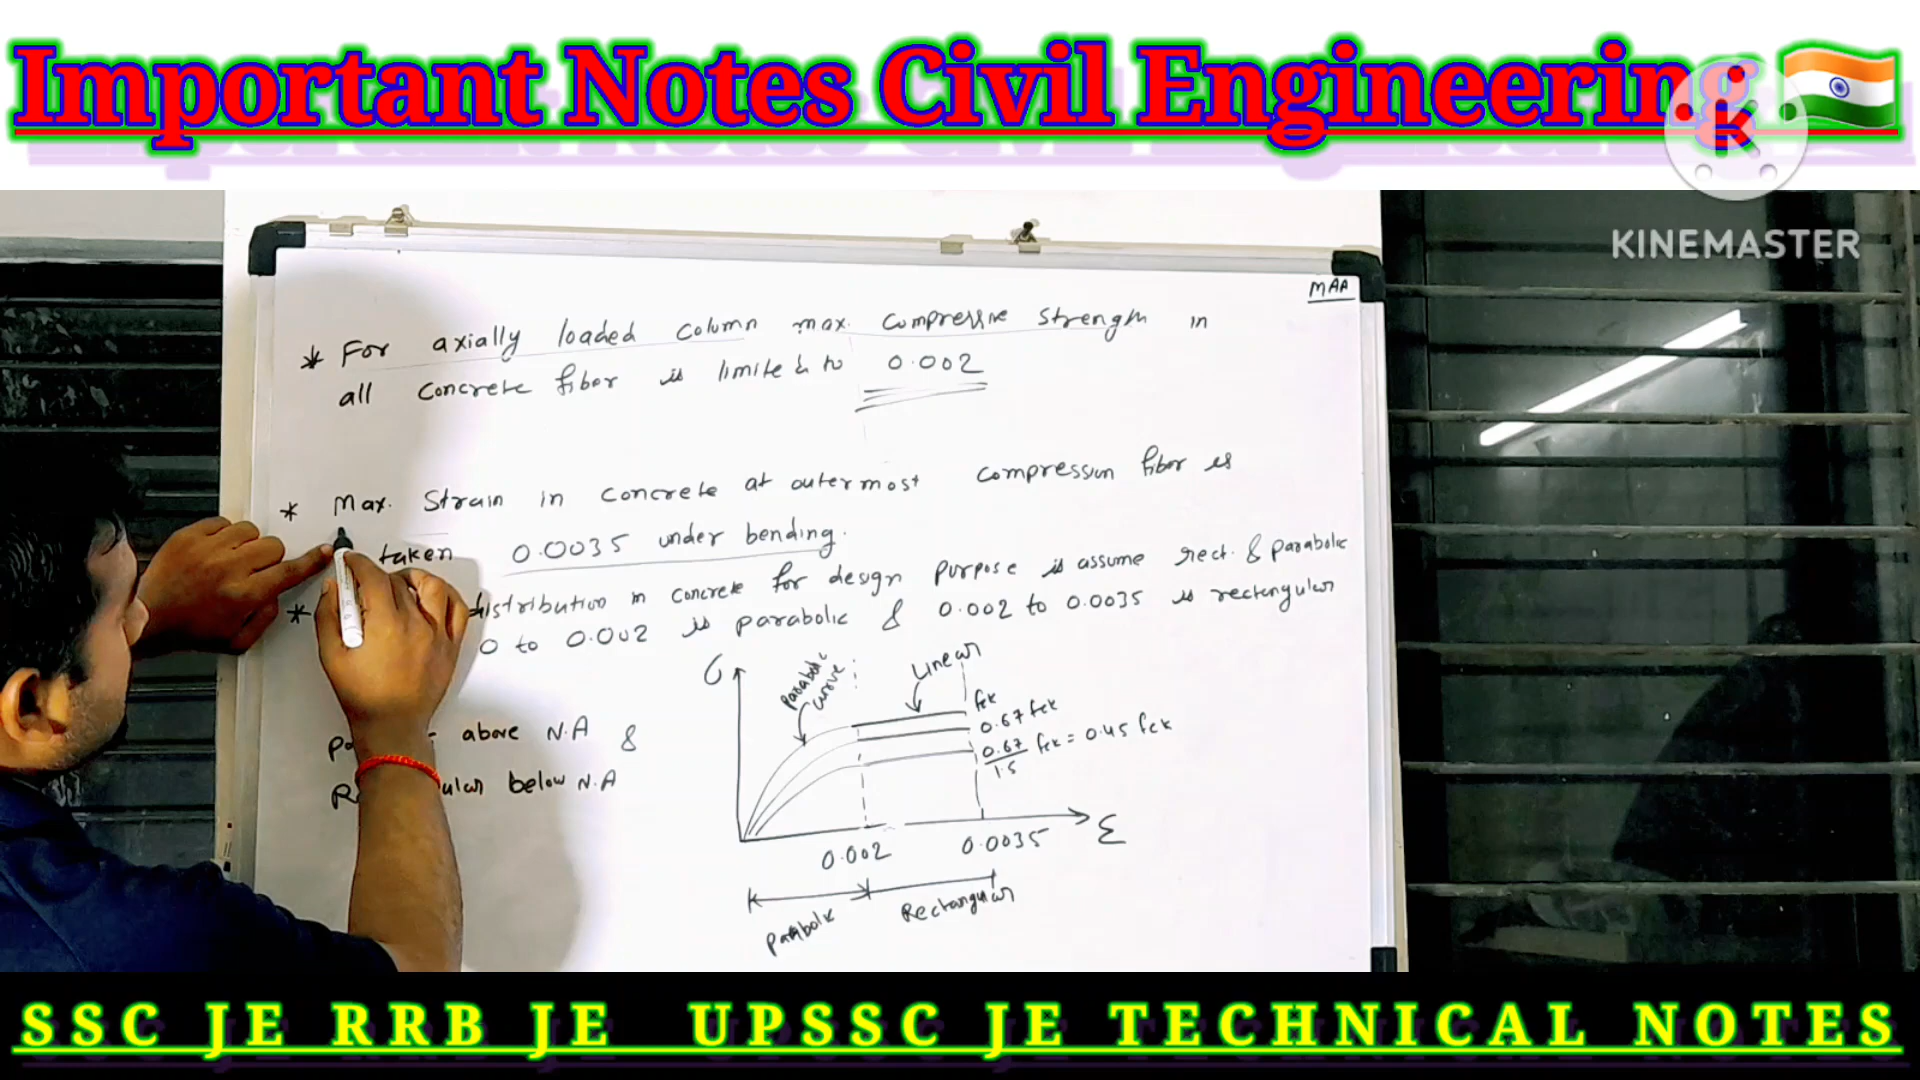 Important Notes Civil Engineering
K
KINEMASTER
MAA
* For axially loaded column max. compressive strength in
all concrete fiber is limited to 0.002
* Max. Strain in concrete at outermost compression fiber is
taken 0.0035 under bending.
* distribution in concrete for design purpose is assume rect. & parabolic
0 to 0.002 is parabolic & 0.002 to 0.0035 is rectangular
above N.A &
below N.A
σ
parabolic curve
Linear
fck
0.67 fck
0.67/1.5 fck = 0.45 fck
0.002
0.0035
Ɛ
Parabolic
Rectangular
SSC JE RRB JE UPSSC JE TECHNICAL NOTES